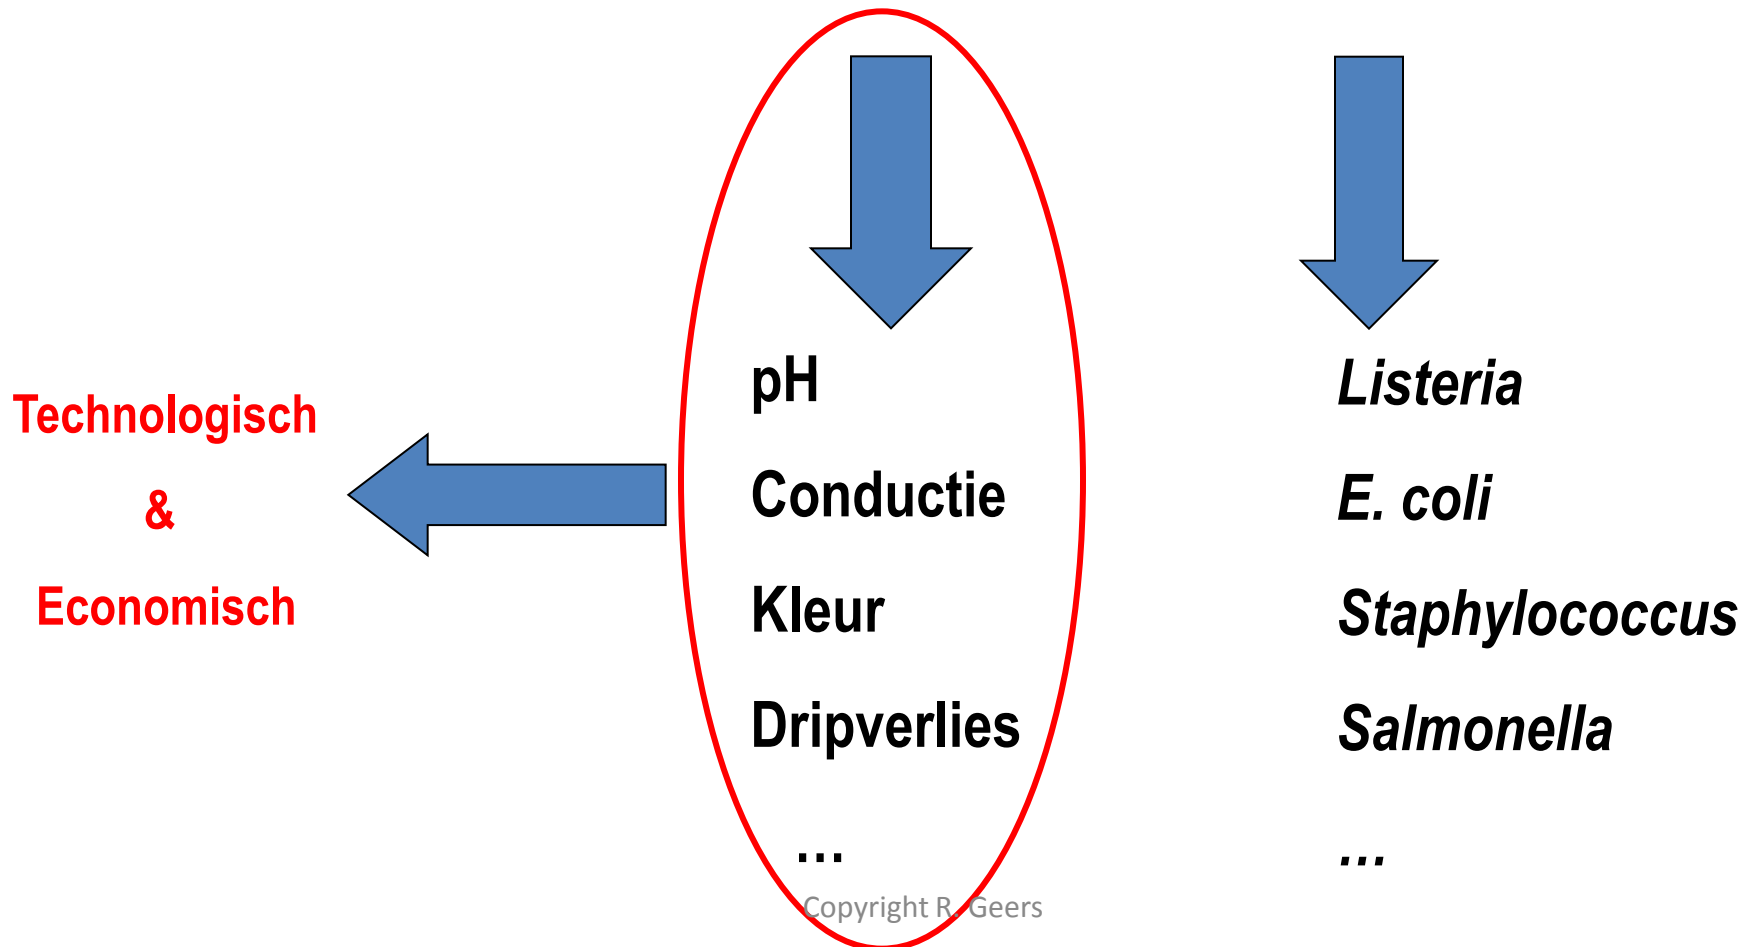 Technologisch
&
Economisch
pH
Conductie
Kleur
Dripverlies
...
Listeria
E. coli
Staphylococcus
Salmonella
...
Copyright R. Geers